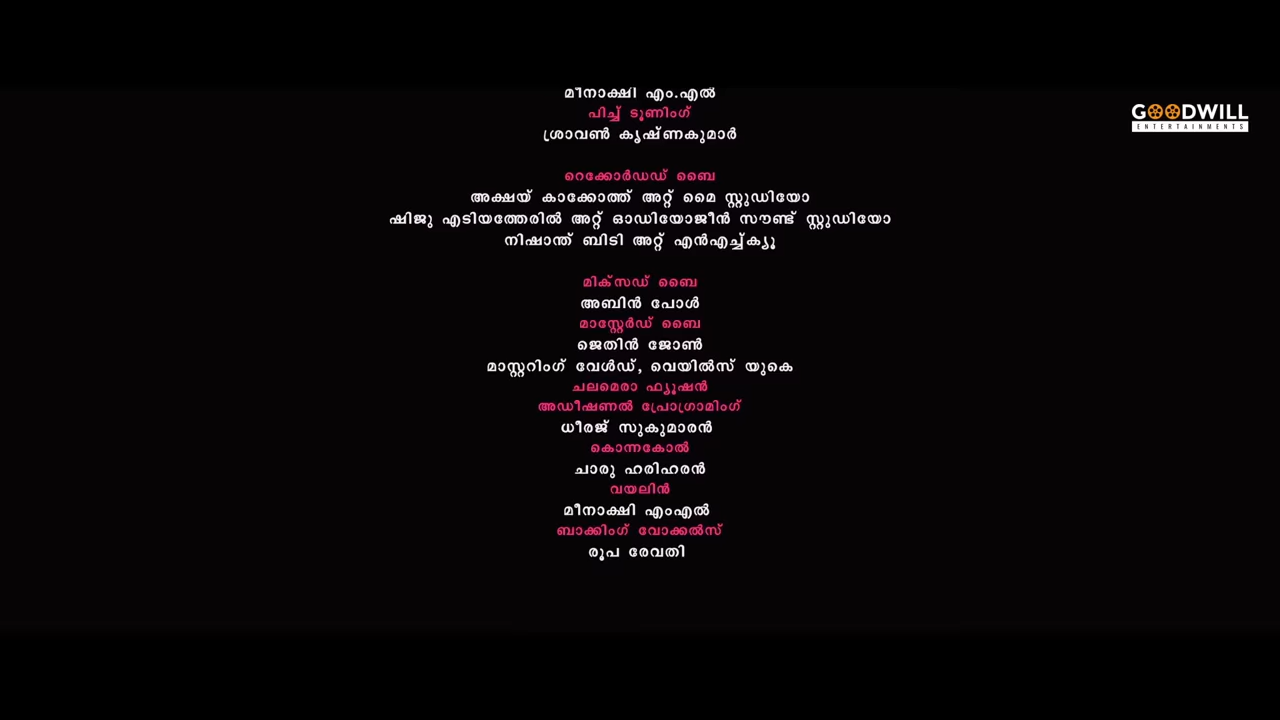 മീനാക്ഷി എം.എൽ
പിച്ച് ടൂണിംഗ്
ശ്രാവൺ കൃഷ്ണകുമാർ
GOODWILL
ENTERTAINMENTS
റെക്കോർഡഡ് ബൈ
അക്ഷയ് കാക്കോത്ത് അറ്റ് മൈ സ്റ്റുഡിയോ
ഷിജു എടിയത്തേരിൽ അറ്റ് ഓഡിയോജീൻ സൗണ്ട് സ്റ്റുഡിയോ
നിഷാന്ത് ബിടി അറ്റ് എൻഎച്ച്ക്യൂ
മിക്സഡ് ബൈ
അബിൻ പോൾ
മാസ്റ്റേർഡ് ബൈ
ജെതിൻ ജോൺ
മാസ്റ്ററിംഗ് വേൾഡ്, വെയിൽസ് യുകെ
ചലമെരാ ഫ്യൂഷൻ
അഡീഷണൽ പ്രോഗ്രാമിംഗ്
ധീരജ് സുകുമാരൻ
കൊന്നകോൽ
ചാരു ഹരിഹരൻ
വയലിൻ
മീനാക്ഷി എംഎൽ
ബാക്കിംഗ് വോക്കൽസ്
രൂപ രേവതി